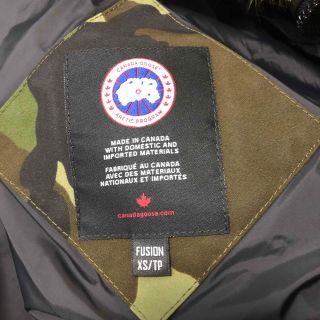 CANADA GOOSE
ARCTIC PROGRAM
MADE IN CANADA
WITH DOMESTIC AND
IMPORTED MATERIALS
FABRIQUÉ AU CANADA
AVEC DES MATERIAUX
NATIONAUX ET IMPORTÉS
canadagoose.com
FUSION
XS/TP